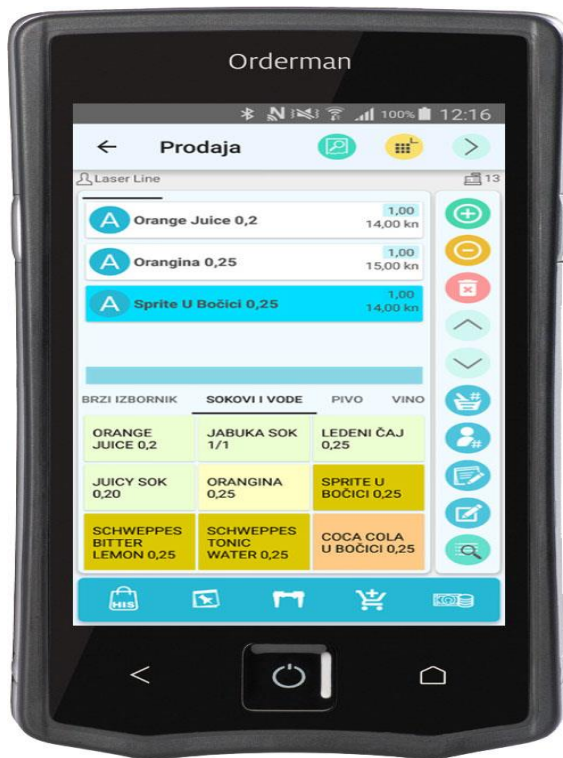 Orderman
100% 12:16
Prodaja
Laser Line 13
A Orange Juice 0,2 1,00
14,00 kn
A Orangina 0,25 1,00
15,00 kn
A Sprite U Bočici 0,25 1,00
14,00 kn
BRZI IZBORNIK SOKOVI I VODE PIVO VINO
ORANGE JUICE 0,2
JABUKA SOK 1/1
LEDENI ČAJ 0,25
JUICY SOK 0,20
ORANGINA 0,25
SPRITE U BOČICI 0,25
SCHWEPPES BITTER LEMON 0,25
SCHWEPPES TONIC WATER 0,25
COCA COLA U BOČICI 0,25
HIS